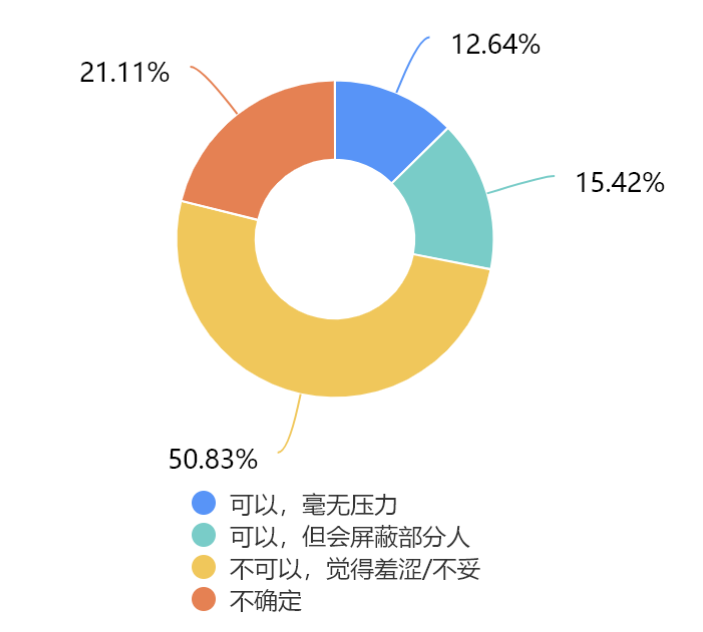 12.64%
21.11%
15.42%
50.83%
可以，毫无压力
可以，但会屏蔽部分人
不可以，觉得羞涩/不妥
不确定